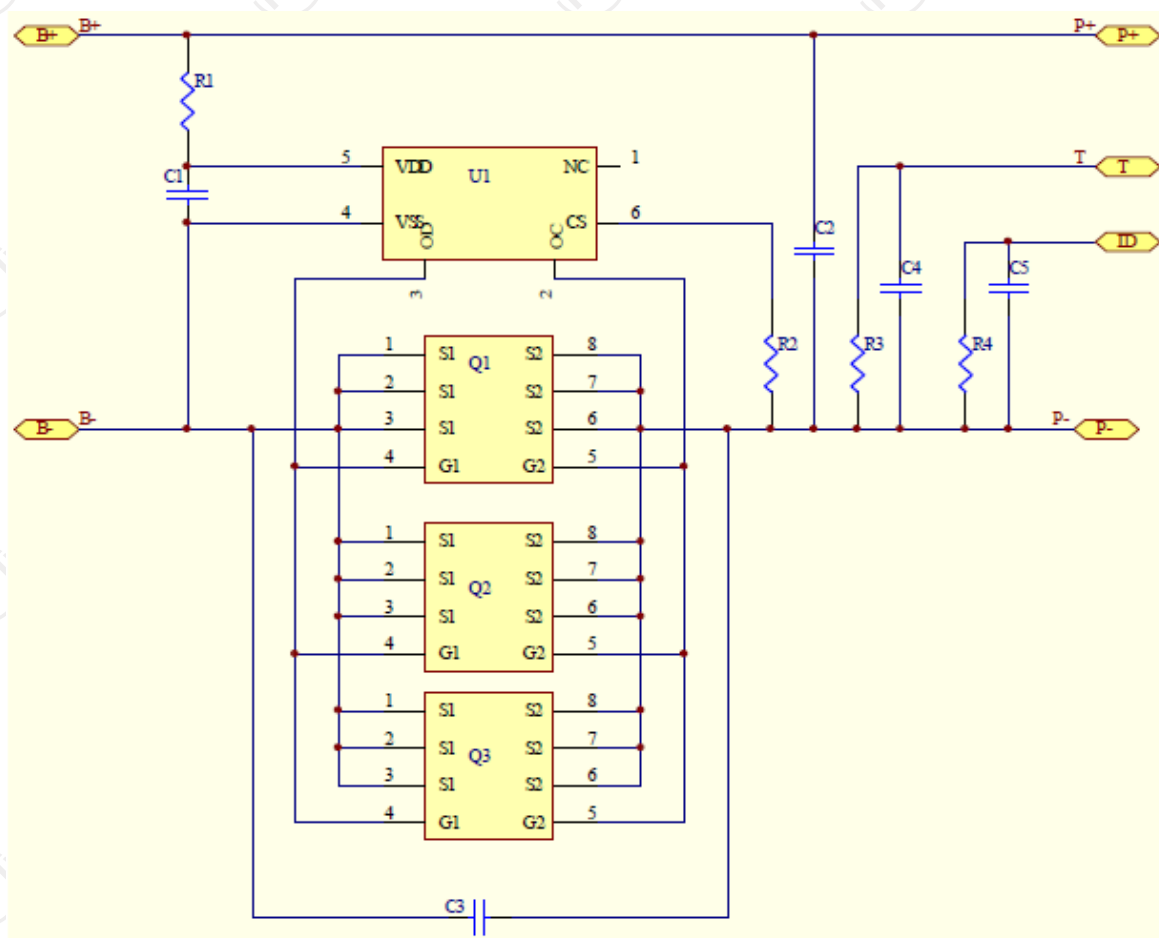 B+ B+ P+ P+
R1
5 VDD NC 1
C1 U1 T T
4 VSS CS 6
OD OC C2 ID
3 2 C4 C5
1 S1 Q1 S2 8 R2 R3 R4
2 S1 S2 7
B- B- 3 S1 S2 6 P- P-
4 G1 G2 5
1 S1 S2 8
2 S1 Q2 S2 7
3 S1 S2 6
4 G1 G2 5
1 S1 S2 8
2 S1 Q3 S2 7
3 S1 S2 6
4 G1 G2 5
C3